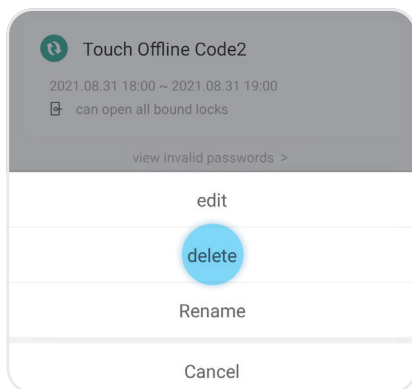 Touch Offline Code2
2021.08.31 18:00 ~ 2021.08.31 19:00
can open all bound locks
view invalid passwords >
edit
delete
Rename
Cancel